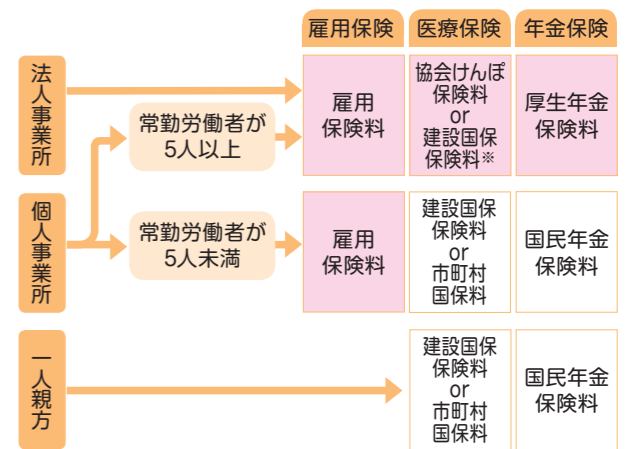 雇用保険
医療保険
年金保険
法人事業所
常勤労働者が
5人以上
雇用
保険料
協会けんぽ
保険料
or
建設国保
保険料※
厚生年金
保険料
個人事業所
常勤労働者が
5人未満
雇用
保険料
建設国保
保険料
or
市町村
国保料
国民年金
保険料
一人親方
建設国保
保険料
or
市町村
国保料
国民年金
保険料